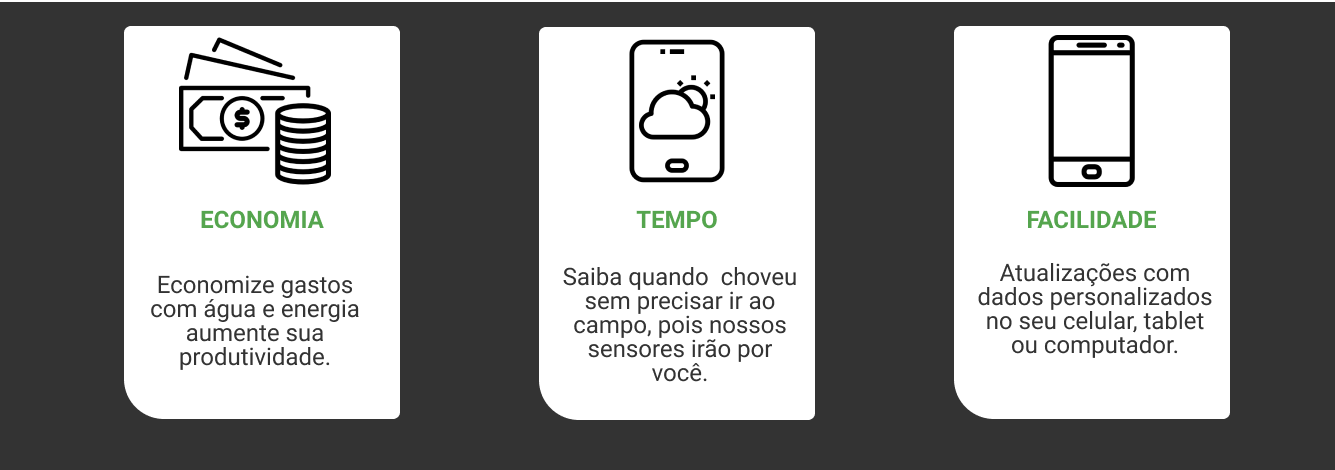 $
ECONOMIA
Economize gastos
com água e energia
aumente sua
produtividade.
TEMPO
Saiba quando  choveu
sem precisar ir ao
campo, pois nossos
sensores irão por
você.
FACILIDADE
Atualizações com
dados personalizados
no seu celular, tablet
ou computador.